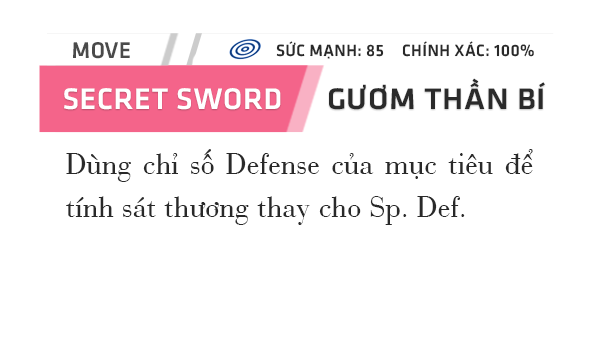 MOVE SỨC MẠNH: 85 CHÍNH XÁC: 100%
SECRET SWORD GƯƠM THẦN BÍ
Dùng chỉ số Defense của mục tiêu để
tính sát thương thay cho Sp. Def.